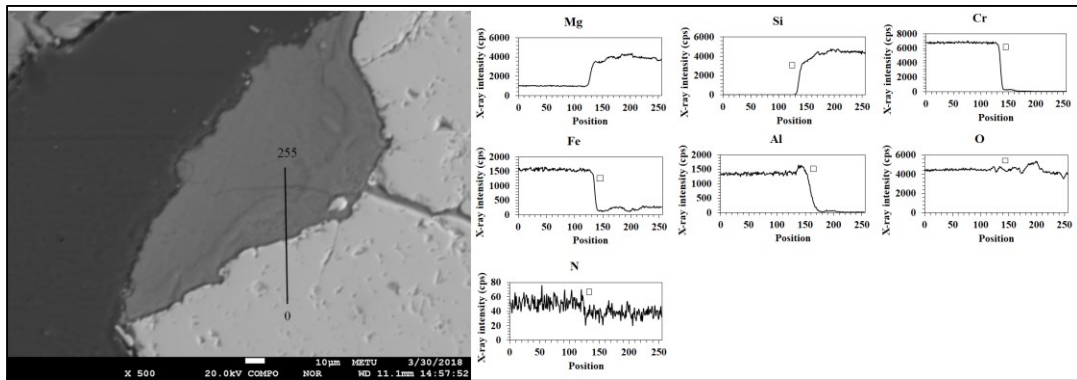 255
0
10µm METU 3/30/2018
X 500 20.0kV COMPO NOR WD 11.1mm 14:57:52
Mg
X-ray intensity (cps)
6000
4000
2000
0
0 50 100 150 200 250
Position
Si
X-ray intensity (cps)
6000
4000
2000
0
0 50 100 150 200 250
Position
Cr
X-ray intensity (cps)
8000
6000
4000
2000
0
0 50 100 150 200 250
Position
Fe
X-ray intensity (cps)
2000
1500
1000
500
0
0 50 100 150 200 250
Position
Al
X-ray intensity (cps)
2000
1500
1000
500
0
0 50 100 150 200 250
Position
O
X-ray intensity (cps)
6000
4000
2000
0
0 50 100 150 200 250
Position
N
X-ray intensity (cps)
80
60
40
20
0
0 50 100 150 200 250
Position